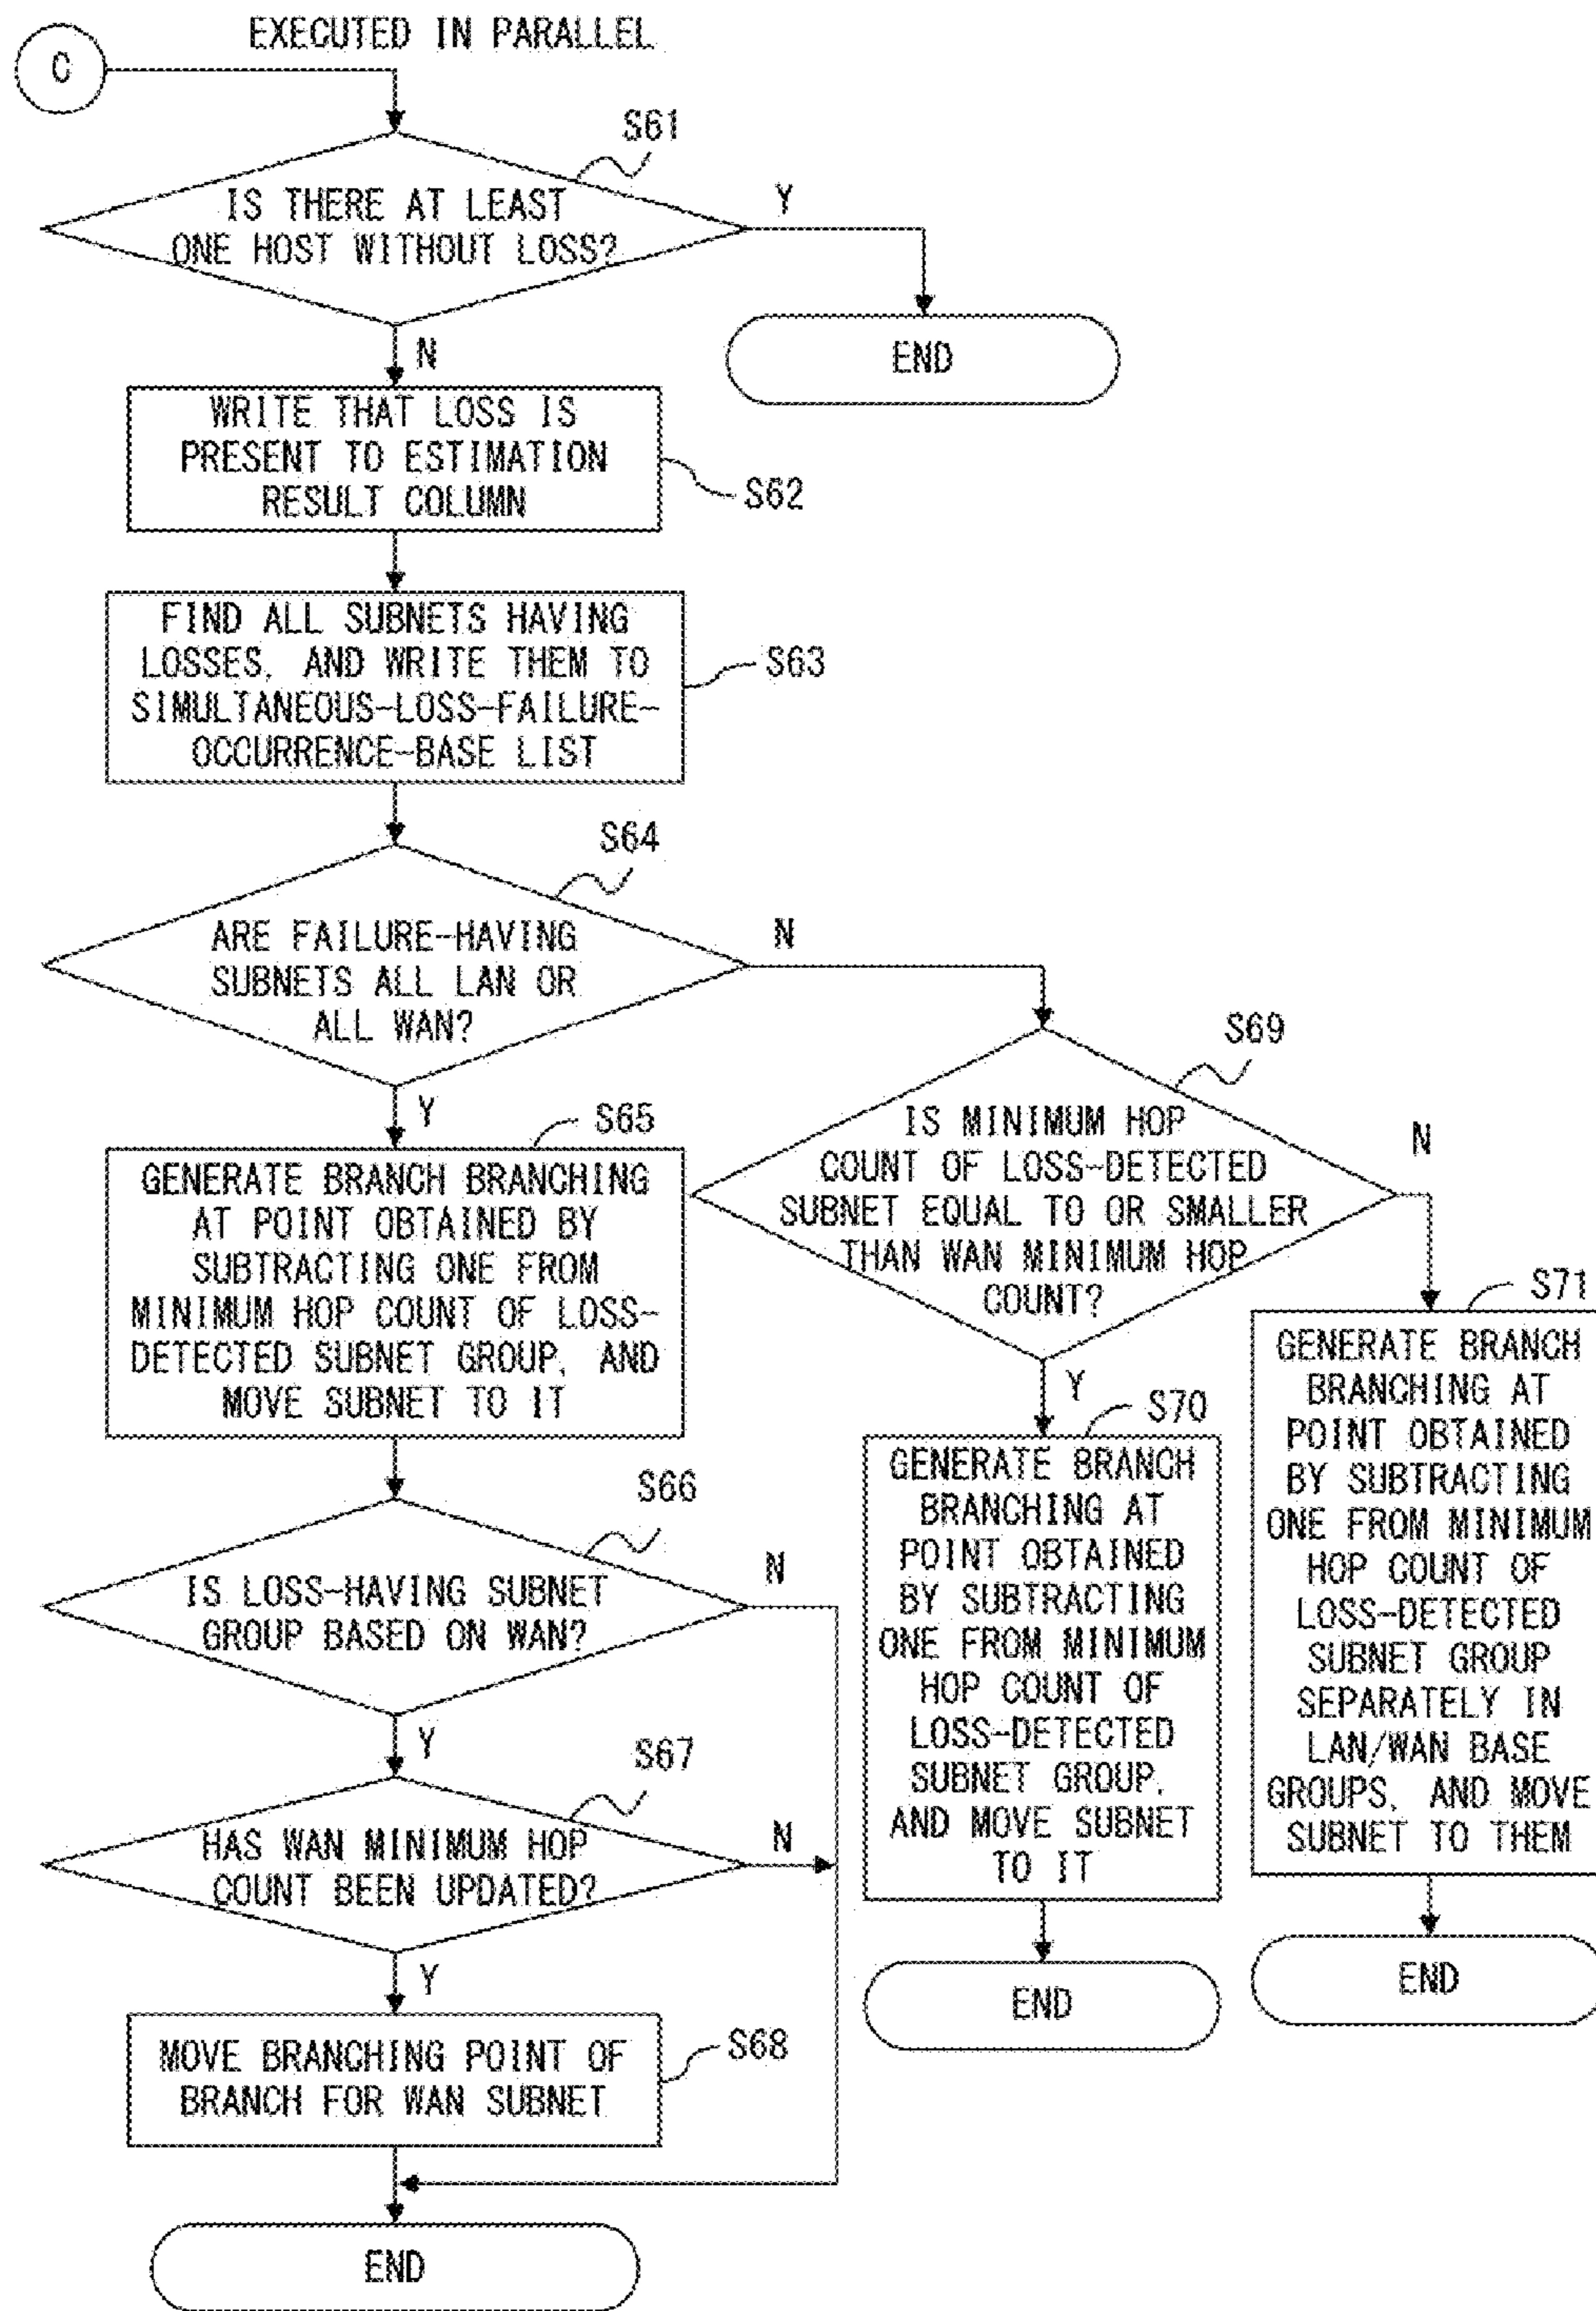 EXECUTED IN PARALLEL
C
S61
IS THERE AT LEAST
ONE HOST WITHOUT LOSS?
Y
END
N
WRITE THAT LOSS IS
PRESENT TO ESTIMATION
RESULT COLUMN
S62
FIND ALL SUBNETS HAVING
LOSSES, AND WRITE THEM TO
SIMULTANEOUS-LOSS-FAILURE-
OCCURRENCE-BASE LIST
S63
S64
ARE FAILURE-HAVING
SUBNETS ALL LAN OR
ALL WAN?
N
Y
S65
GENERATE BRANCH BRANCHING
AT POINT OBTAINED BY
SUBTRACTING ONE FROM
MINIMUM HOP COUNT OF LOSS-
DETECTED SUBNET GROUP, AND
MOVE SUBNET TO IT
S66
IS LOSS-HAVING SUBNET
GROUP BASED ON WAN?
N
Y
S67
HAS WAN MINIMUM HOP
COUNT BEEN UPDATED?
N
Y
MOVE BRANCHING POINT OF
BRANCH FOR WAN SUBNET
S68
END
S69
IS MINIMUM HOP
COUNT OF LOSS-DETECTED
SUBNET EQUAL TO OR SMALLER
THAN WAN MINIMUM HOP
COUNT?
N
Y
S70
GENERATE BRANCH
BRANCHING AT
POINT OBTAINED
BY SUBTRACTING
ONE FROM MINIMUM
HOP COUNT OF
LOSS-DETECTED
SUBNET GROUP,
AND MOVE SUBNET
TO IT
END
S71
GENERATE BRANCH
BRANCHING AT
POINT OBTAINED
BY SUBTRACTING
ONE FROM MINIMUM
HOP COUNT OF
LOSS-DETECTED
SUBNET GROUP
SEPARATELY IN
LAN/WAN BASE
GROUPS, AND MOVE
SUBNET TO THEM
END